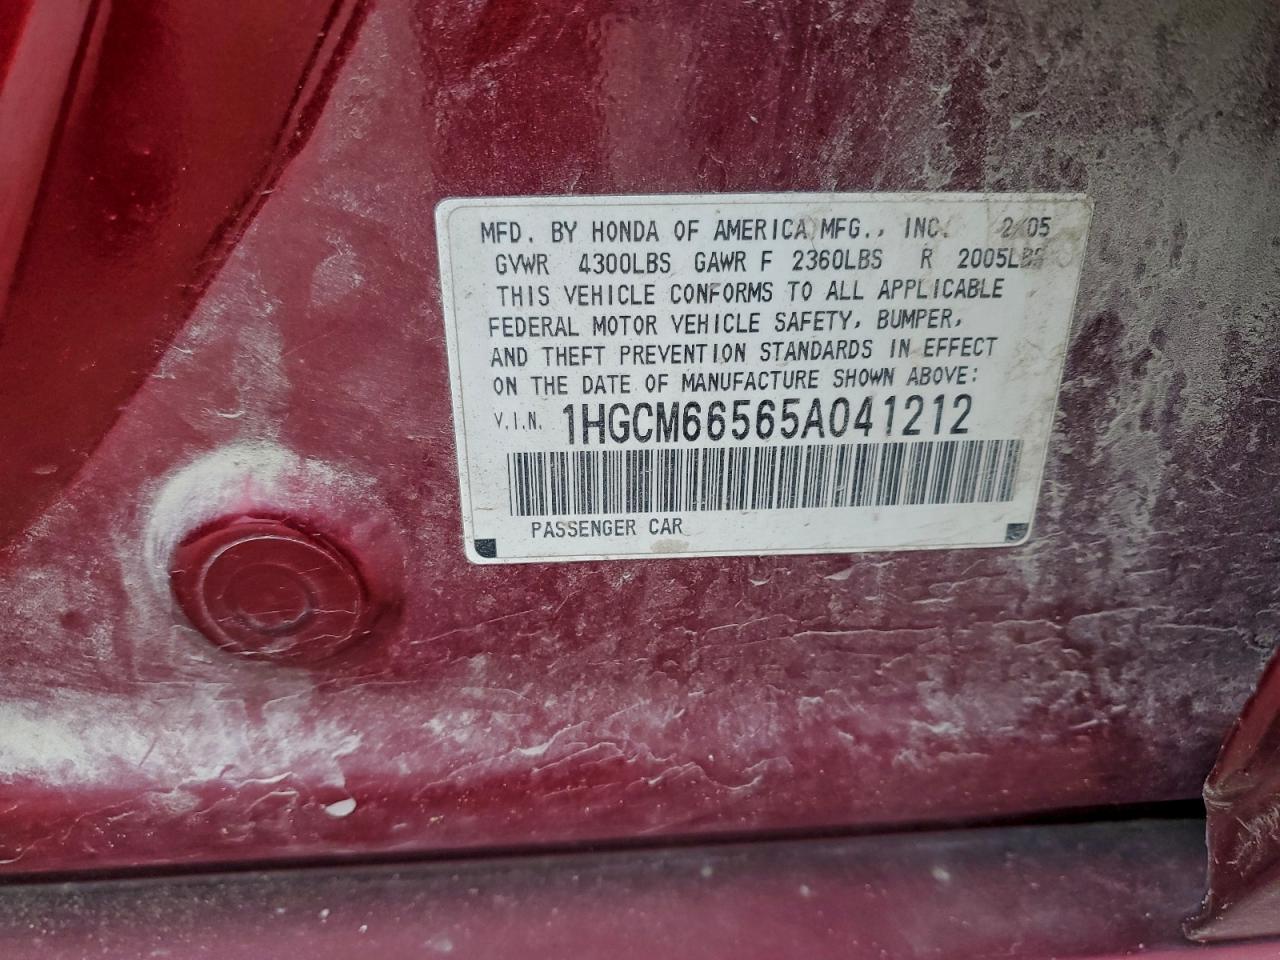 MFD. BY HONDA OF AMERICA MFG., INC. 2/05
GVWR 4300LBS GAWR F 2360LBS R 2005LBS
THIS VEHICLE CONFORMS TO ALL APPLICABLE
FEDERAL MOTOR VEHICLE SAFETY, BUMPER,
AND THEFT PREVENTION STANDARDS IN EFFECT
ON THE DATE OF MANUFACTURE SHOWN ABOVE:
V.I.N. 1HGCM66565A041212
PASSENGER CAR